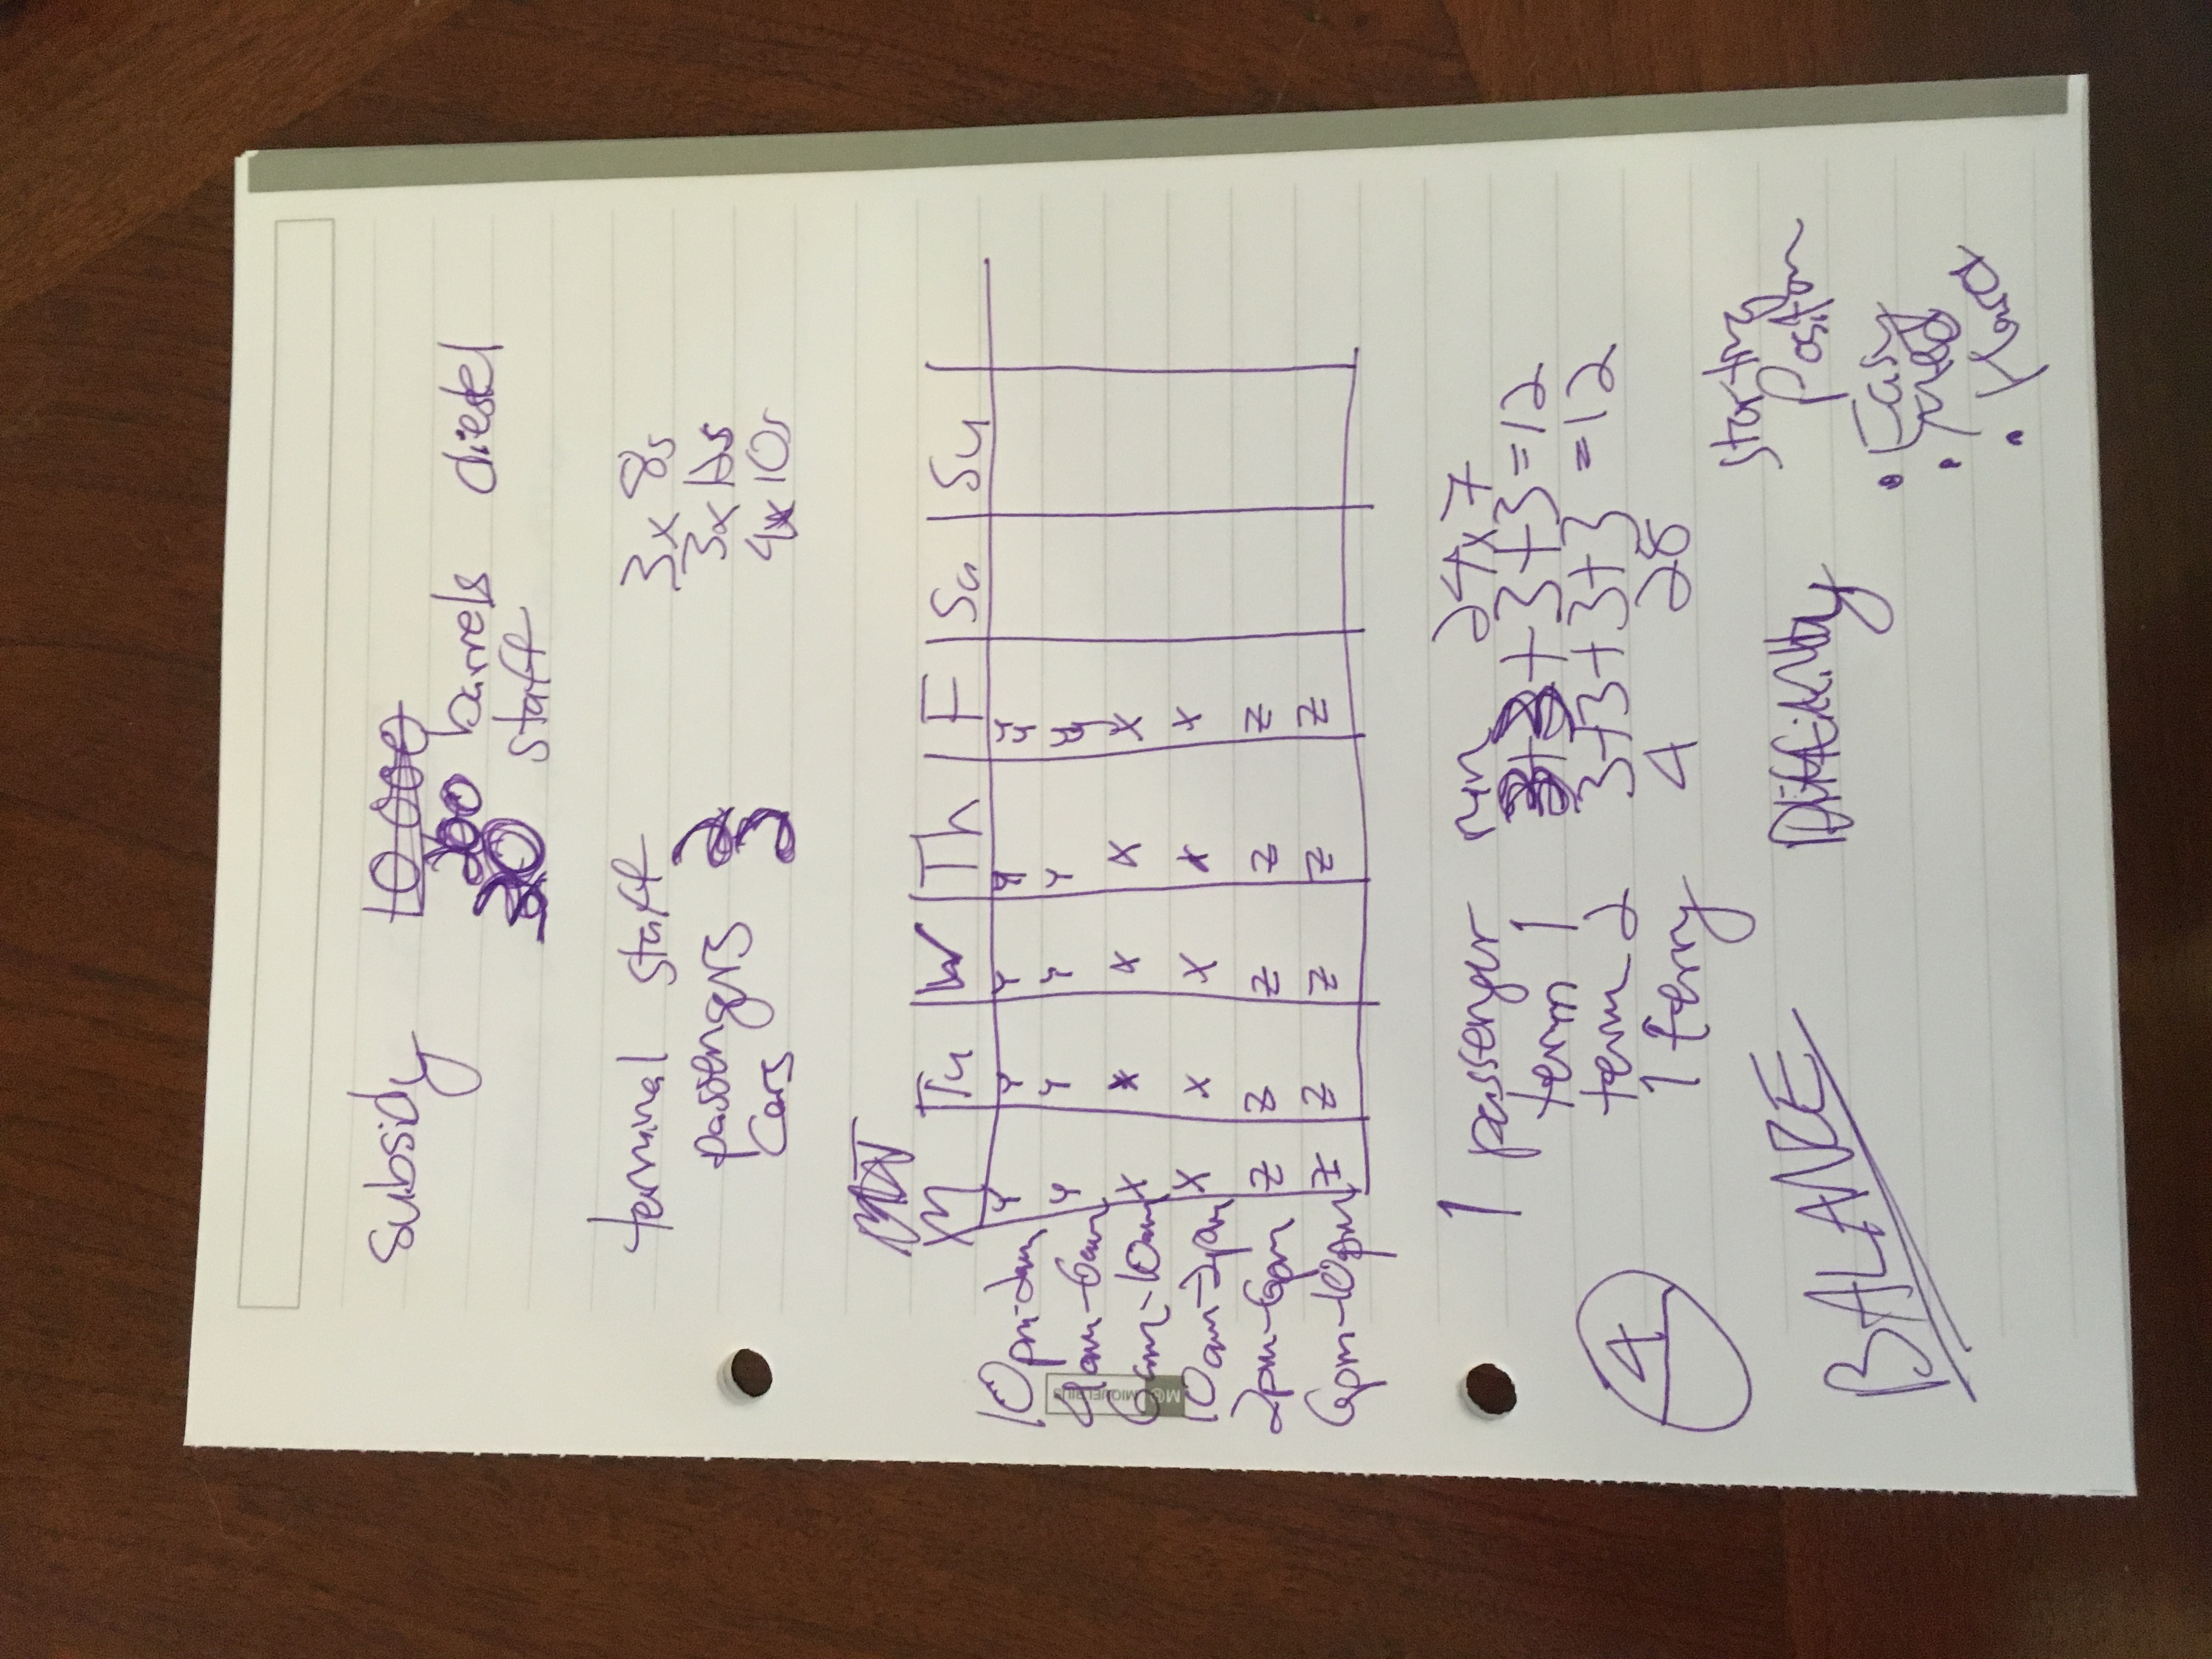 Subsidy 10 000
200 barrels diesel
30 staff
terminal staff 3x 8s
passengers 2 3x 12s
Cars 2 4x 10s
M Tu W Th F Sa Su
10pm-2am Y Y Y Y Y
4am-6am Y Y Y Y Y
6am-10am X X X X X
10am-2pm X X X X X
2pm-6pm Z Z Z Z Z
6pm-10pm Z Z Z Z Z
MIQUELRIUS
1 passenger run 24x7
term 1 3+3+3+3=12
term 2 3+3+3+3 =12
1 ferry 4 28
4
BALANCE
Difficulty
Starting
Position
• Easy
• Med
• Hard